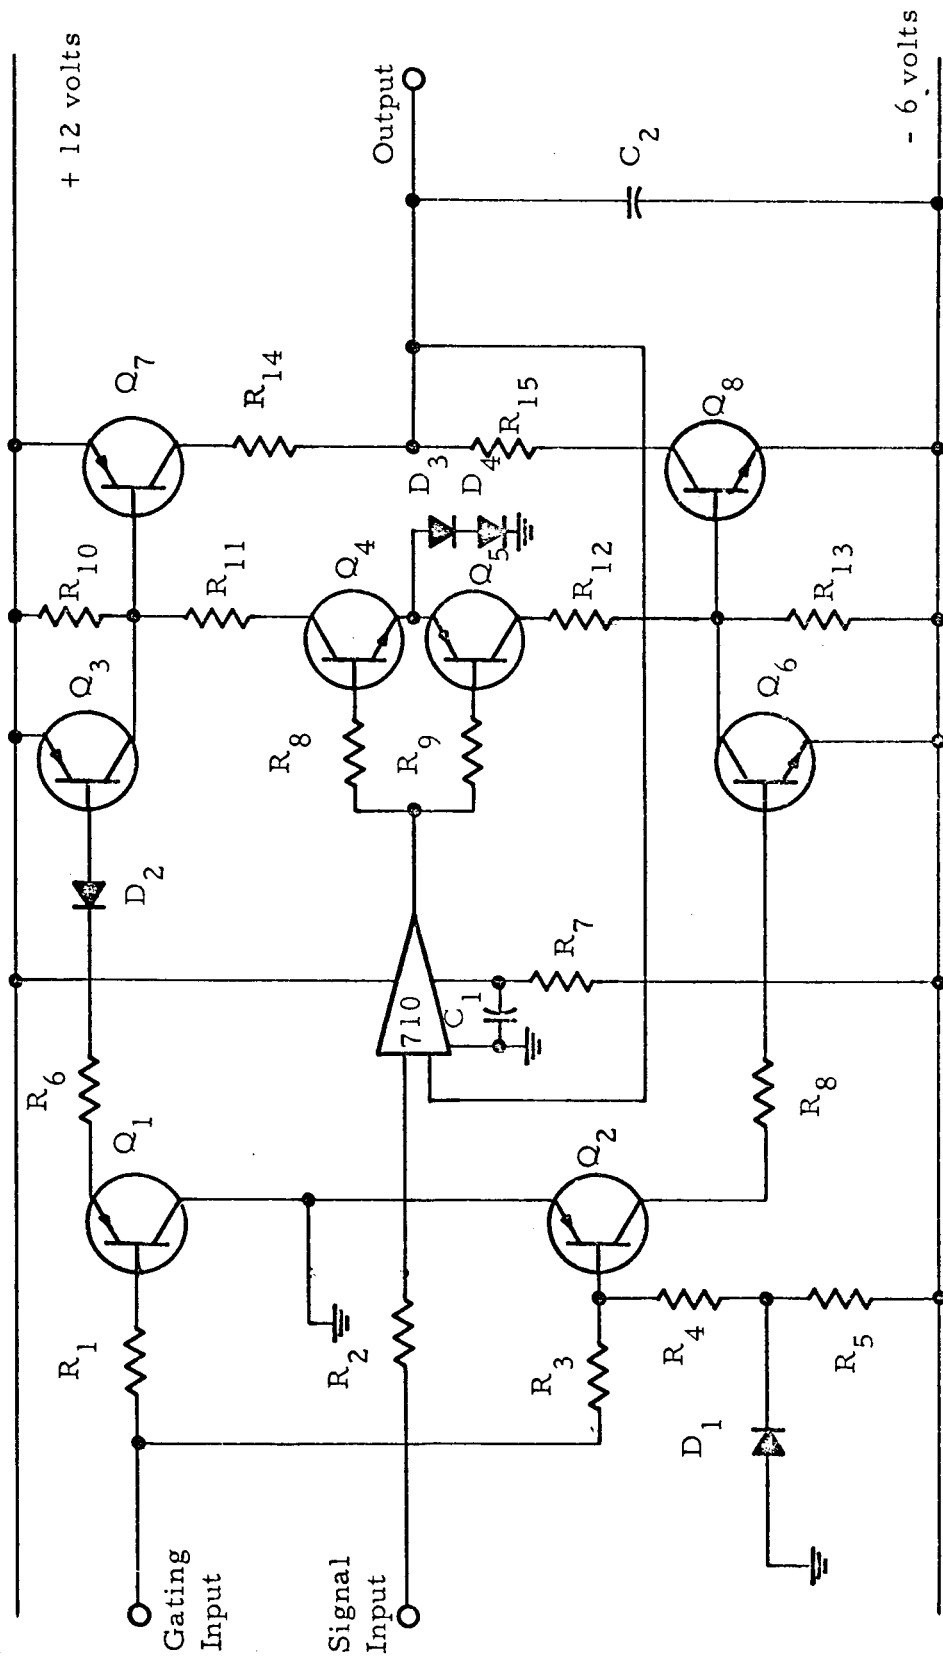 + 12 volts
Q7
R10
Q3
R14
R11
D2
R6
Q1
R1
Gating
Input
Output
Q4
R8
D3
D4
R15
Q5
R9
710
C1
R7
R12
C2
R2
Signal
Input
Q2
R3
Q8
R13
Q6
R8
R4
D1
R5
- 6 volts